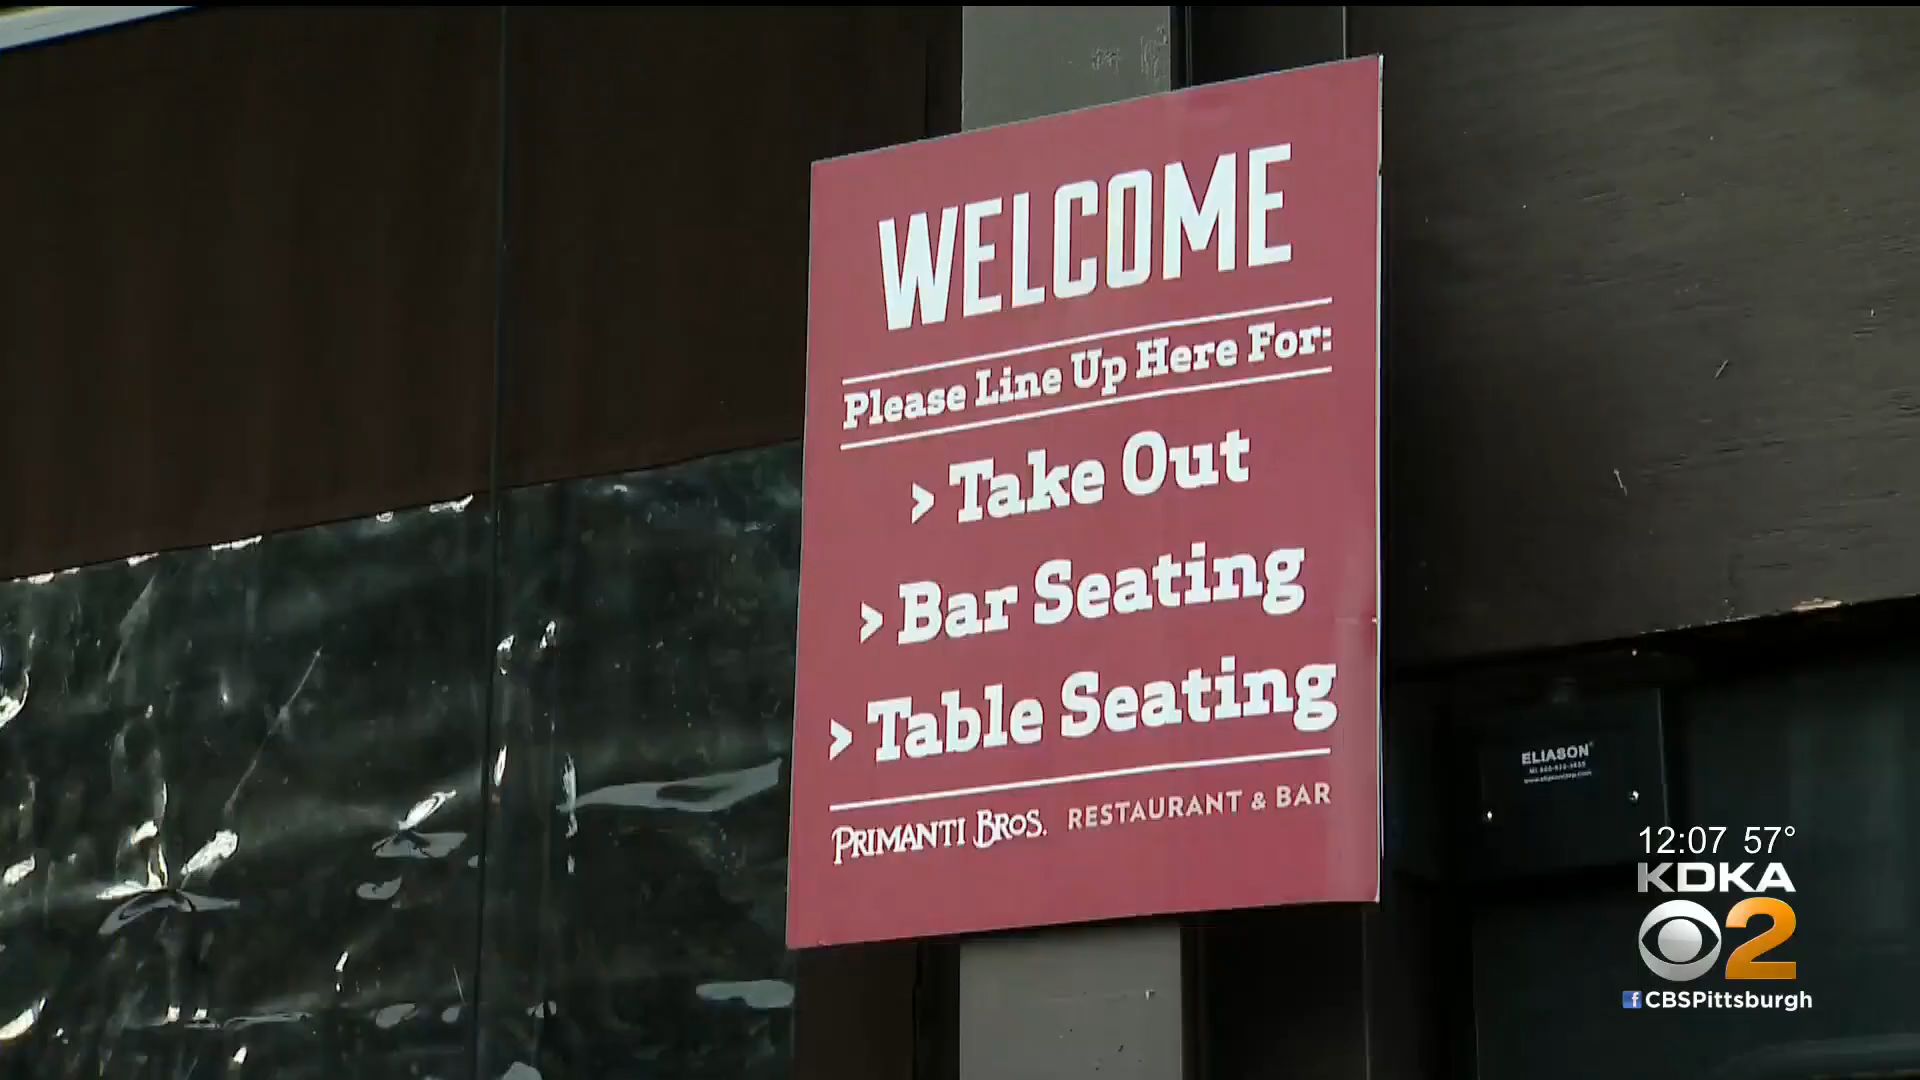 WELCOME
Please Line Up Here For:
> Take Out
> Bar Seating
> Table Seating
PRIMANTI BROS. RESTAURANT & BAR
ELIASON
12:07 57°
KDKA
2
CBSPittsburgh